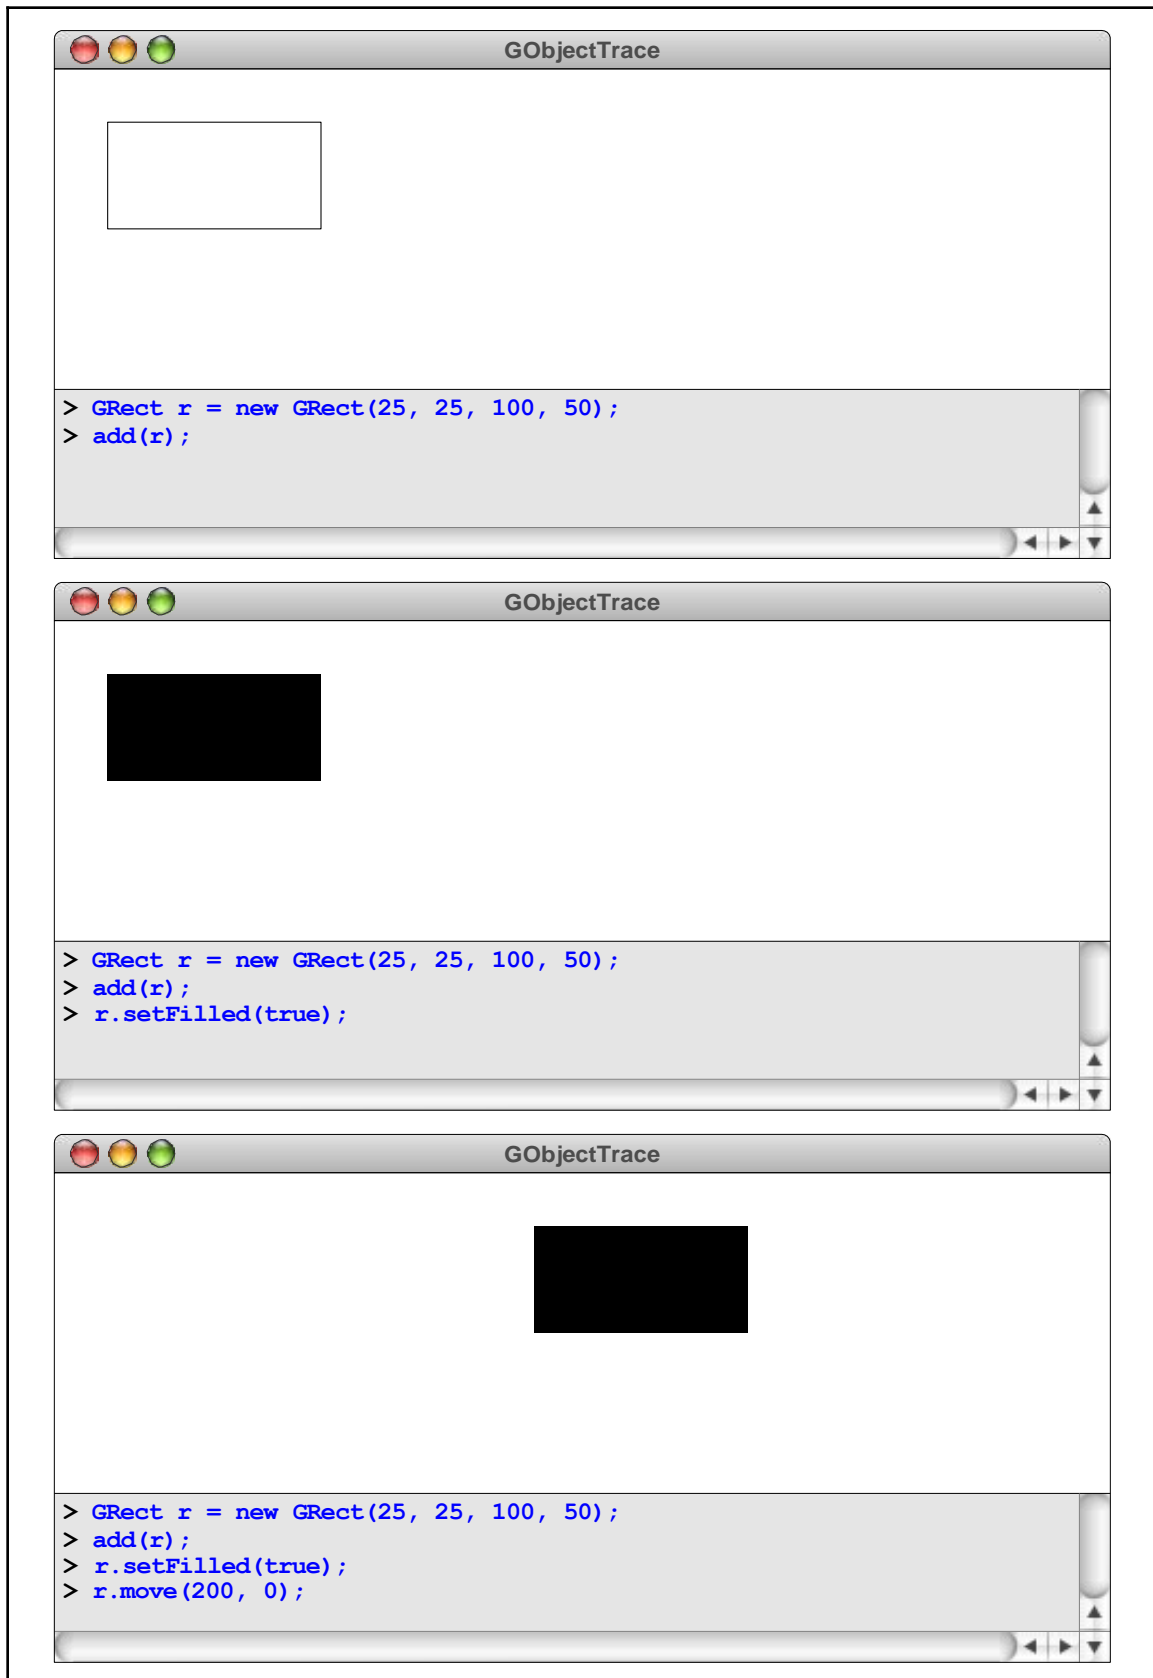 GObjectTrace
> GRect r = new GRect(25, 25, 100, 50);
> add(r);
GObjectTrace
> GRect r = new GRect(25, 25, 100, 50);
> add(r);
> r.setFilled(true);
GObjectTrace
> GRect r = new GRect(25, 25, 100, 50);
> add(r);
> r.setFilled(true);
> r.move(200, 0);